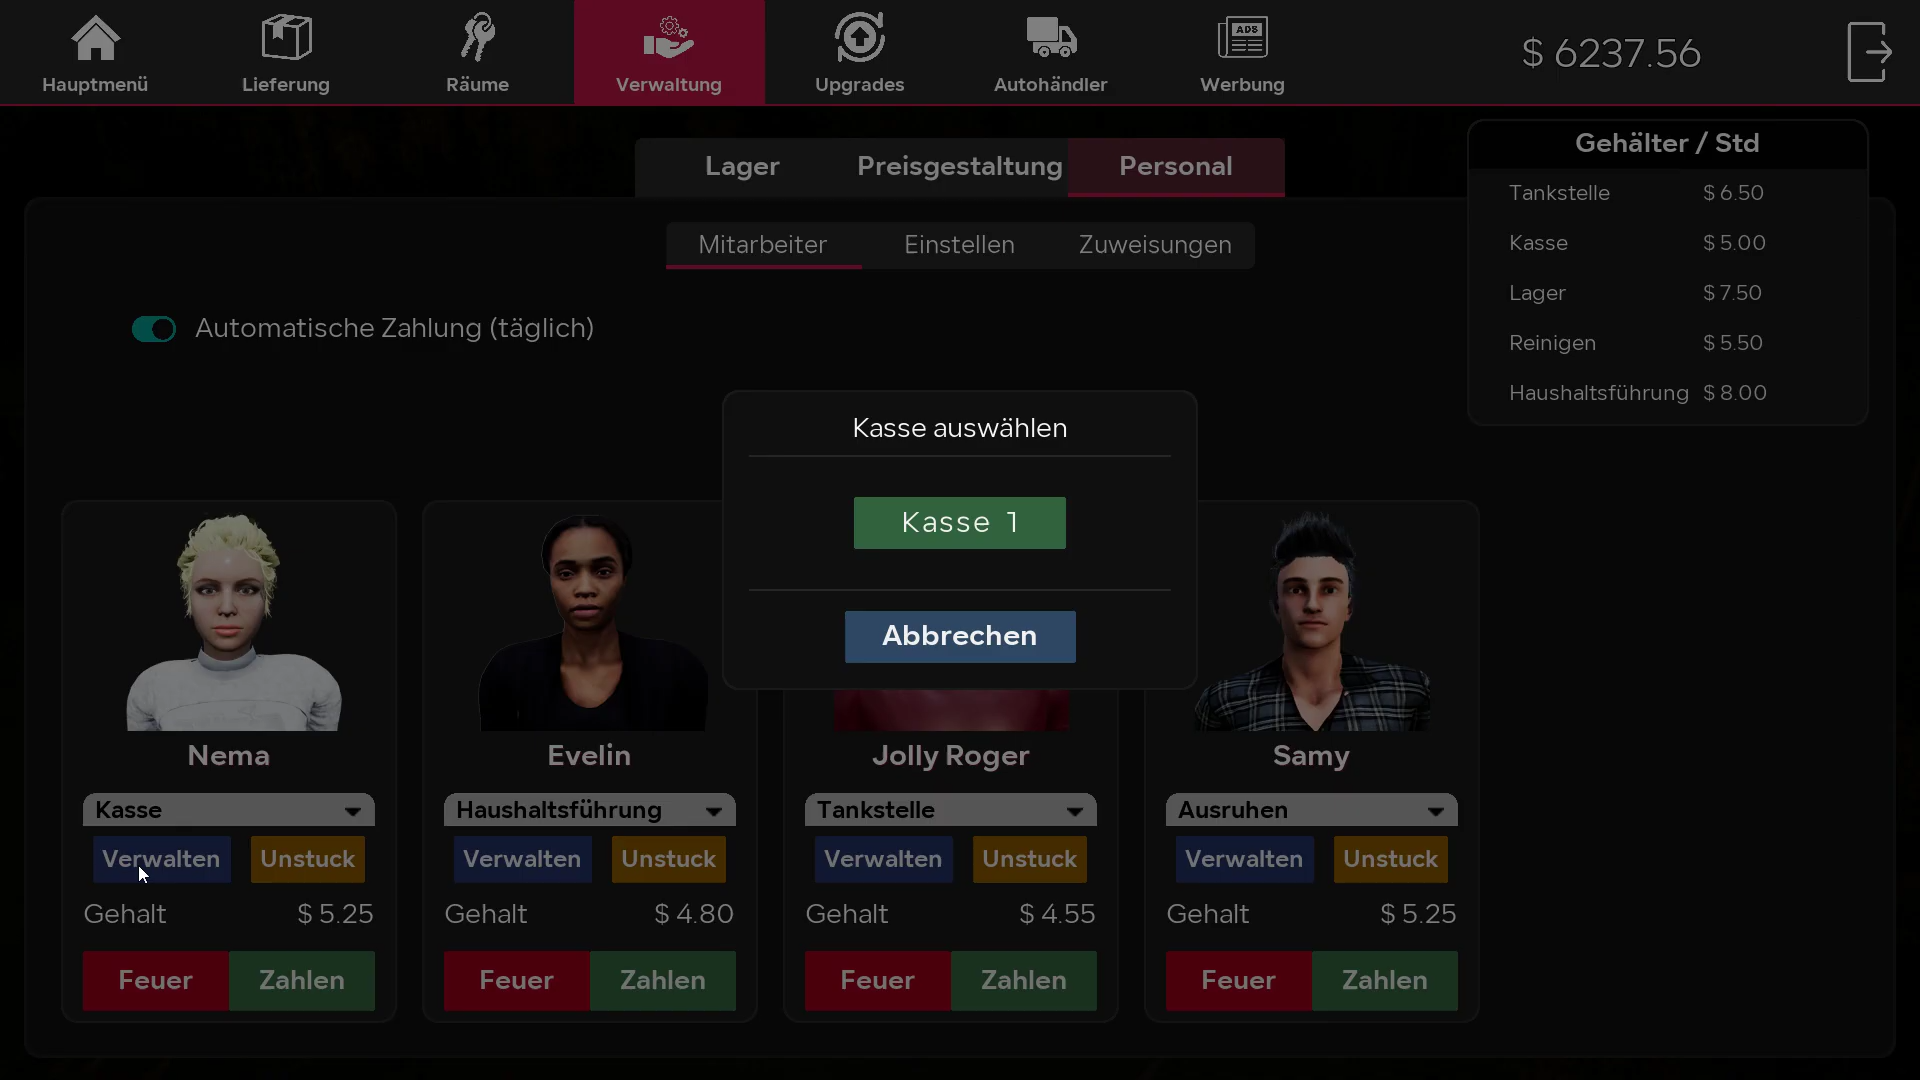 Hauptmenü
Lieferung
Räume
Verwaltung
Upgrades
ADS
Autohändler
Werbung
$ 6237.56
Lager
Preisgestaltung
Personal
Gehälter / Std
Tankstelle $ 6.50
Kasse $ 5.00
Lager $ 7.50
Reinigen $ 5.50
Haushaltsführung $ 8.00
Mitarbeiter
Einstellen
Zuweisungen
Automatische Zahlung (täglich)
Kasse auswählen
Kasse 1
Abbrechen
Nema
Kasse
Verwalten
Unstuck
Gehalt $ 5.25
Feuer
Zahlen
Evelin
Haushaltsführung
Verwalten
Unstuck
Gehalt $ 4.80
Feuer
Zahlen
Jolly Roger
Tankstelle
Verwalten
Unstuck
Gehalt $ 4.55
Feuer
Zahlen
Samy
Ausruhen
Verwalten
Unstuck
Gehalt $ 5.25
Feuer
Zahlen